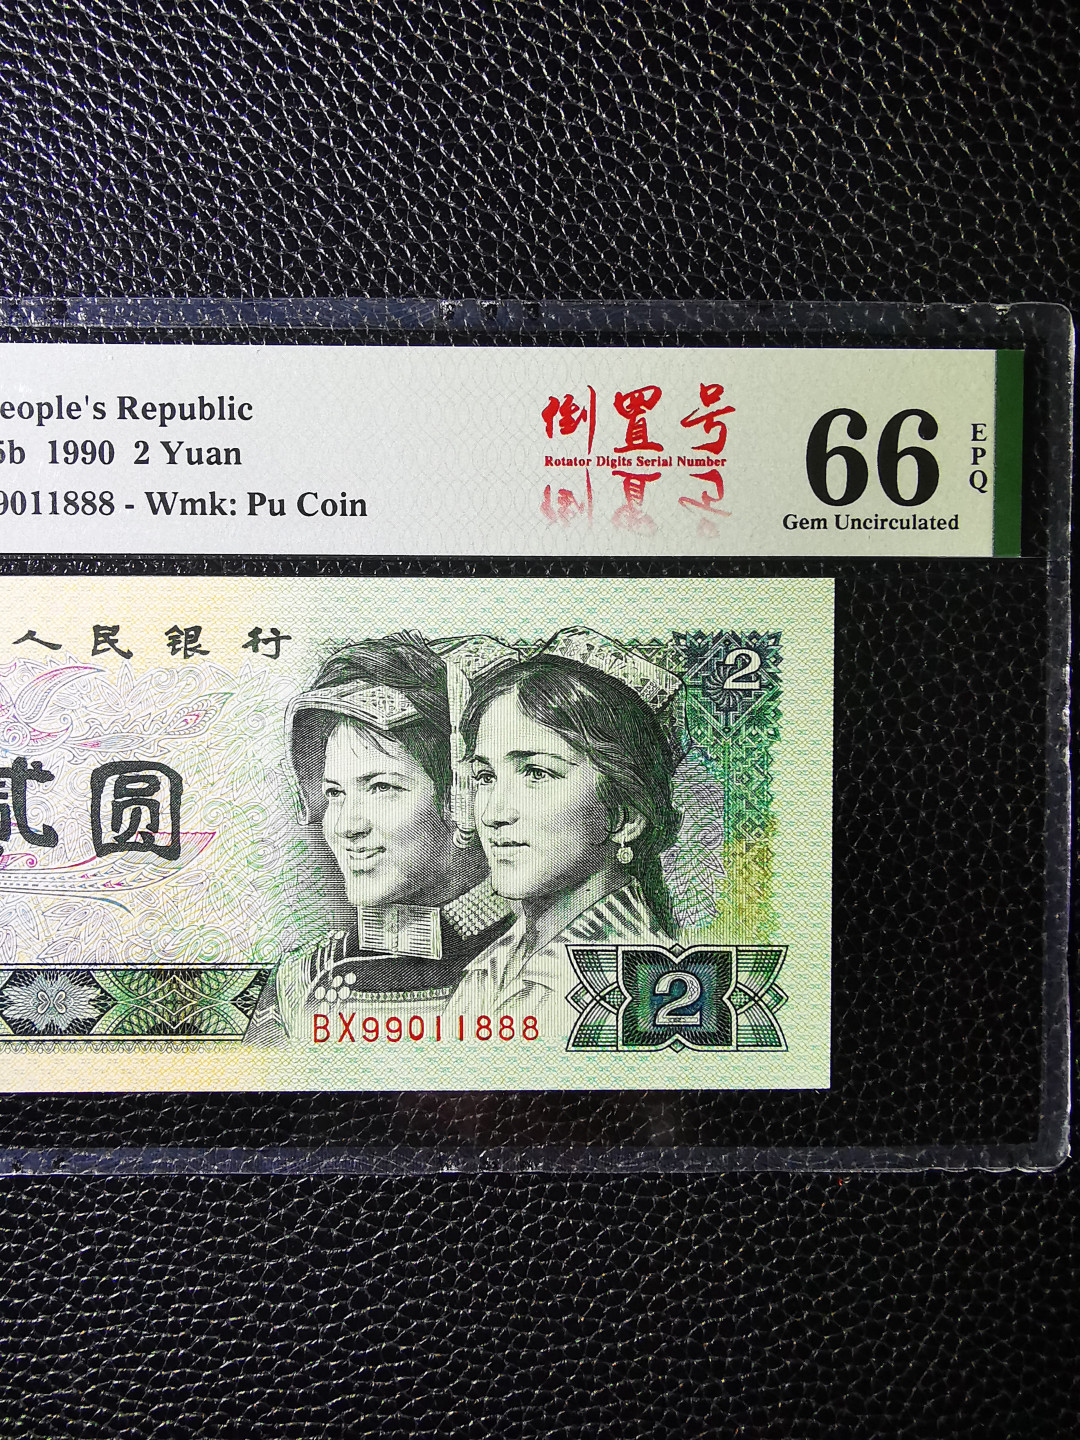 eople's Republic
5b 1990 2 Yuan
9011888 - Wmk: Pu Coin
倒置号
Rotator Digits Serial Number
66
EPQ
Gem Uncirculated
人民银行
2
贰圆
BX99011888
2